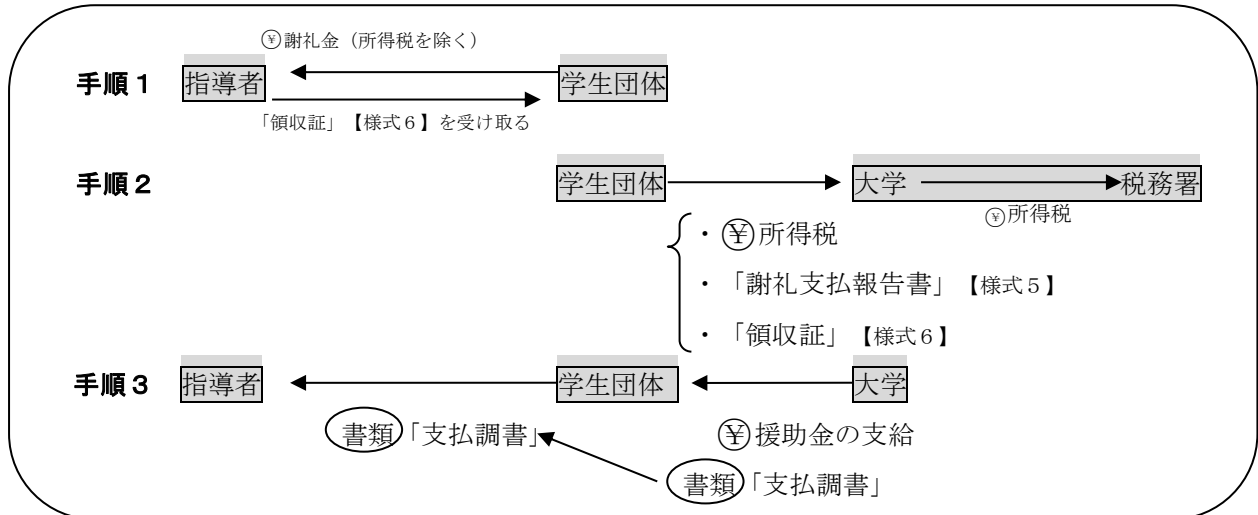 ¥謝礼金（所得税を除く）
手順１ 指導者 学生団体
「領収証」【様式６】を受け取る
手順２ 学生団体 大学 税務署
¥所得税
・¥所得税
・「謝礼支払報告書」【様式５】
・「領収証」【様式６】
手順３ 指導者 学生団体 大学
書類「支払調書」 ¥援助金の支給
書類「支払調書」